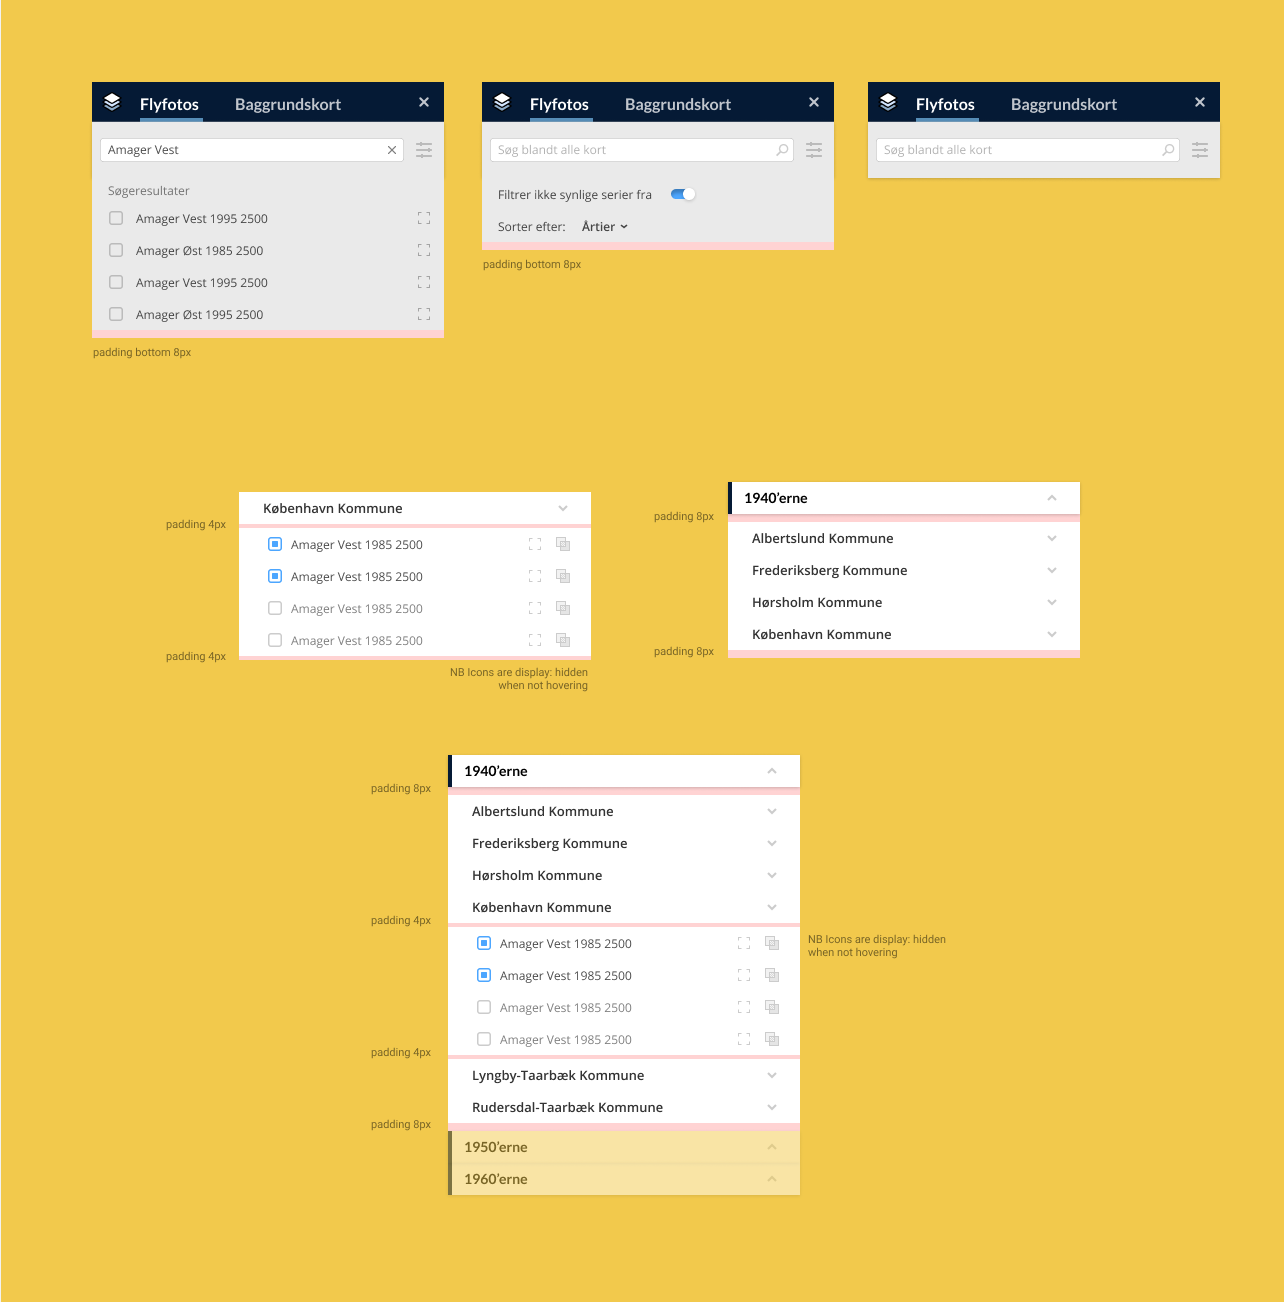 Flyfotos Baggrundskort
Amager Vest
Søgeresultater
Amager Vest 1995 2500
Amager Øst 1985 2500
Amager Vest 1995 2500
Amager Øst 1995 2500
padding bottom 8px
Flyfotos Baggrundskort
Søg blandt alle kort
Filtrer ikke synlige serier fra
Sorter efter: Årtier
padding bottom 8px
Flyfotos Baggrundskort
Søg blandt alle kort
København Kommune
padding 4px
Amager Vest 1985 2500
Amager Vest 1985 2500
Amager Vest 1985 2500
Amager Vest 1985 2500
padding 4px
NB Icons are display: hidden
when not hovering
1940’erne
padding 8px
Albertslund Kommune
Frederiksberg Kommune
Hørsholm Kommune
København Kommune
padding 8px
1940’erne
padding 8px
Albertslund Kommune
Frederiksberg Kommune
Hørsholm Kommune
København Kommune
padding 4px
Amager Vest 1985 2500
NB Icons are display: hidden
when not hovering
Amager Vest 1985 2500
Amager Vest 1985 2500
Amager Vest 1985 2500
padding 4px
Lyngby-Taarbæk Kommune
Rudersdal-Taarbæk Kommune
padding 8px
1950’erne
1960’erne